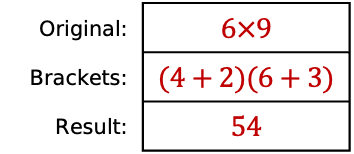 Original: 6×9
Brackets: (4 + 2)(6 + 3)
Result: 54